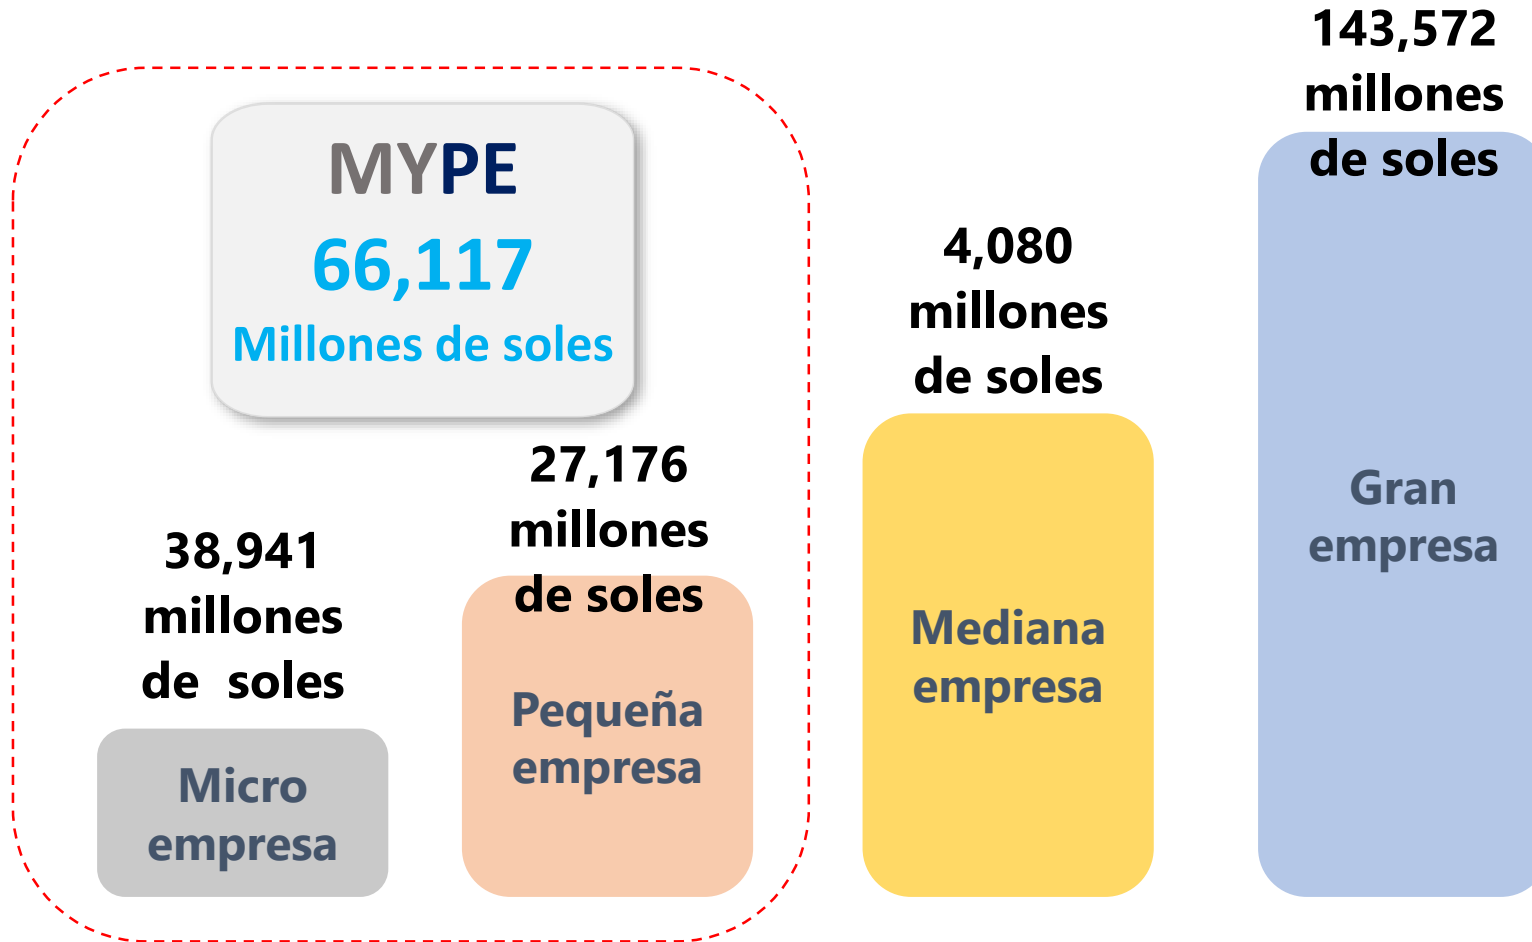 MYPE
66,117
Millones de soles
38,941
millones
de  soles
Micro
empresa
27,176
millones
de soles
Pequeña
empresa
4,080
millones
de soles
Mediana
empresa
143,572
millones
de soles
Gran
empresa